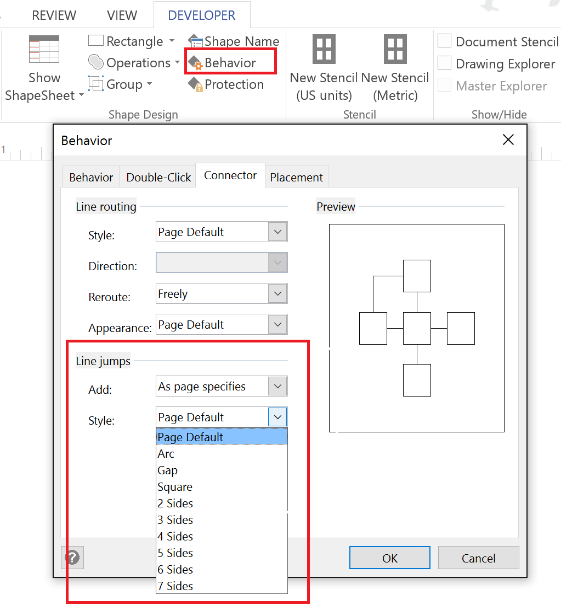 REVIEW VIEW DEVELOPER
Show ShapeSheet
Rectangle
Operations
Group
Shape Name
Behavior
Protection
Shape Design
New Stencil (US units)
New Stencil (Metric)
Stencil
Document Stencil
Drawing Explorer
Master Explorer
Show/Hide
1
Behavior
Behavior Double-Click Connector Placement
Line routing
Style: Page Default
Direction:
Reroute: Freely
Appearance: Page Default
Line jumps
Add: As page specifies
Style: Page Default
Page Default
Arc
Gap
Square
2 Sides
3 Sides
4 Sides
5 Sides
6 Sides
7 Sides
Preview
?
OK Cancel